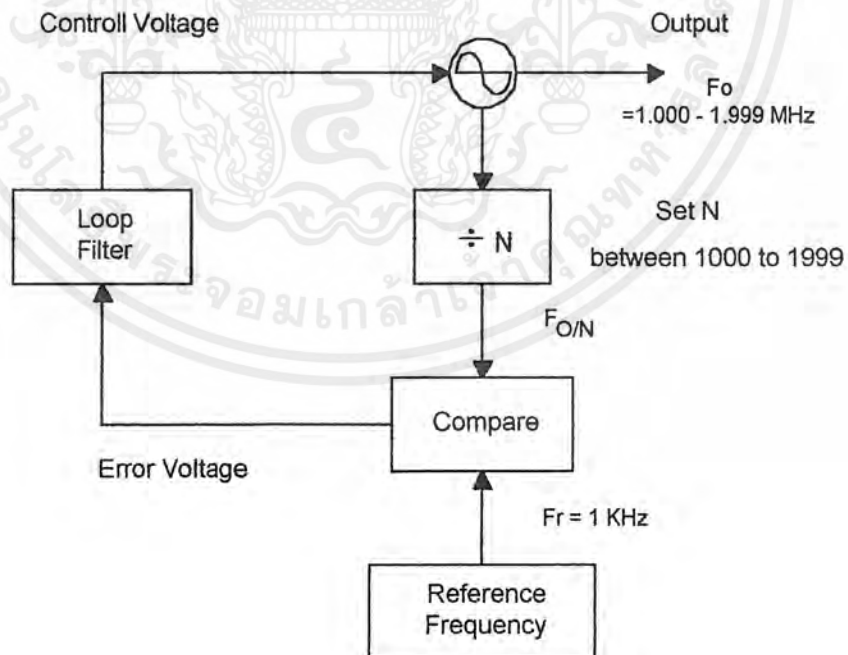 Controll Voltage
Output
Fo
=1.000 - 1.999 MHz
Loop
Filter
÷ N
Set N
between 1000 to 1999
FO/N
Compare
Error Voltage
Fr = 1 KHz
Reference
Frequency